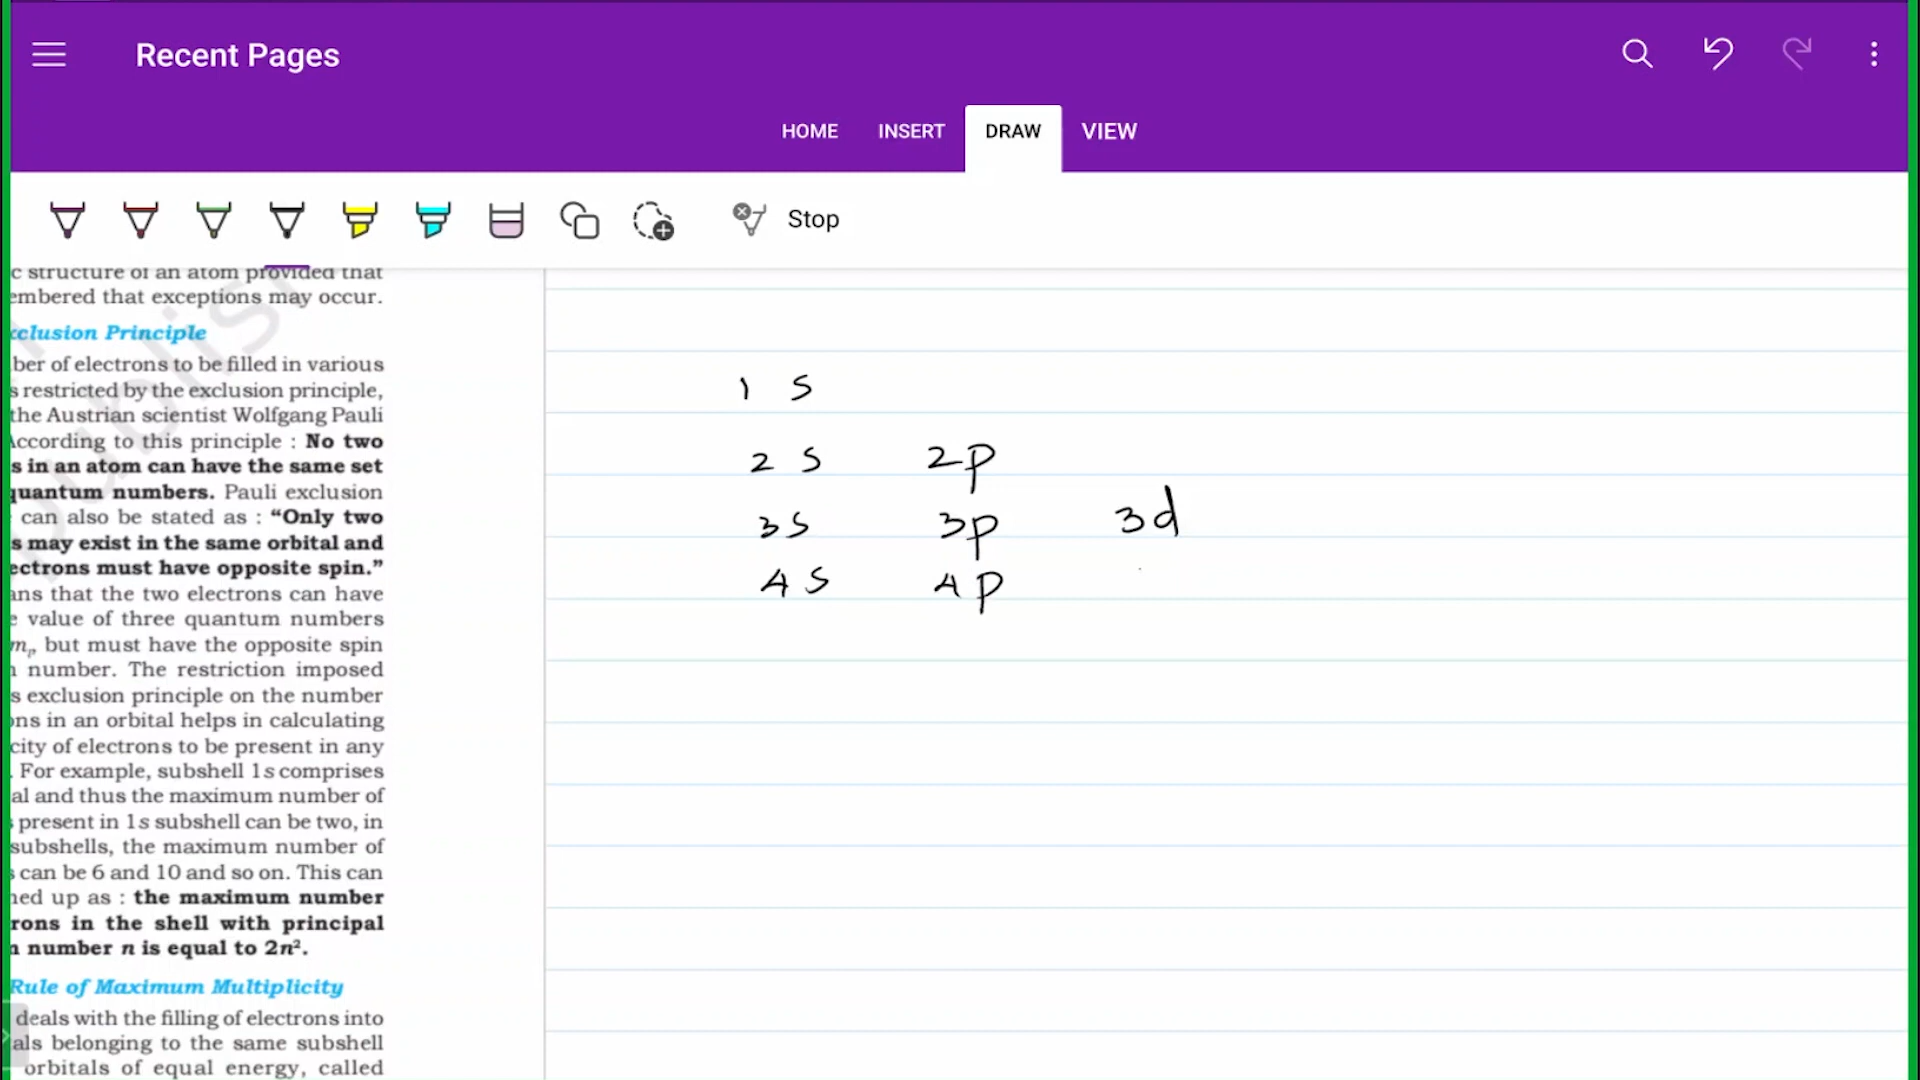 Recent Pages
HOME INSERT DRAW VIEW
Stop
c structure of an atom provided that
embered that exceptions may occur.
xclusion Principle
ber of electrons to be filled in various
s restricted by the exclusion principle,
the Austrian scientist Wolfgang Pauli
According to this principle : No two
s in an atom can have the same set
quantum numbers. Pauli exclusion
can also be stated as : “Only two
s may exist in the same orbital and
ectrons must have opposite spin.”
ans that the two electrons can have
e value of three quantum numbers
but must have the opposite spin
n number. The restriction imposed
s exclusion principle on the number
ons in an orbital helps in calculating
city of electrons to be present in any
. For example, subshell 1s comprises
al and thus the maximum number of
present in 1s subshell can be two, in
subshells, the maximum number of
s can be 6 and 10 and so on. This can
ned up as : the maximum number
rons in the shell with principal
n number n is equal to 2n².
Rule of Maximum Multiplicity
deals with the filling of electrons into
als belonging to the same subshell
orbitals of equal energy, called
1 s
2 s 2p
3s 3p 3d
4 s 4p